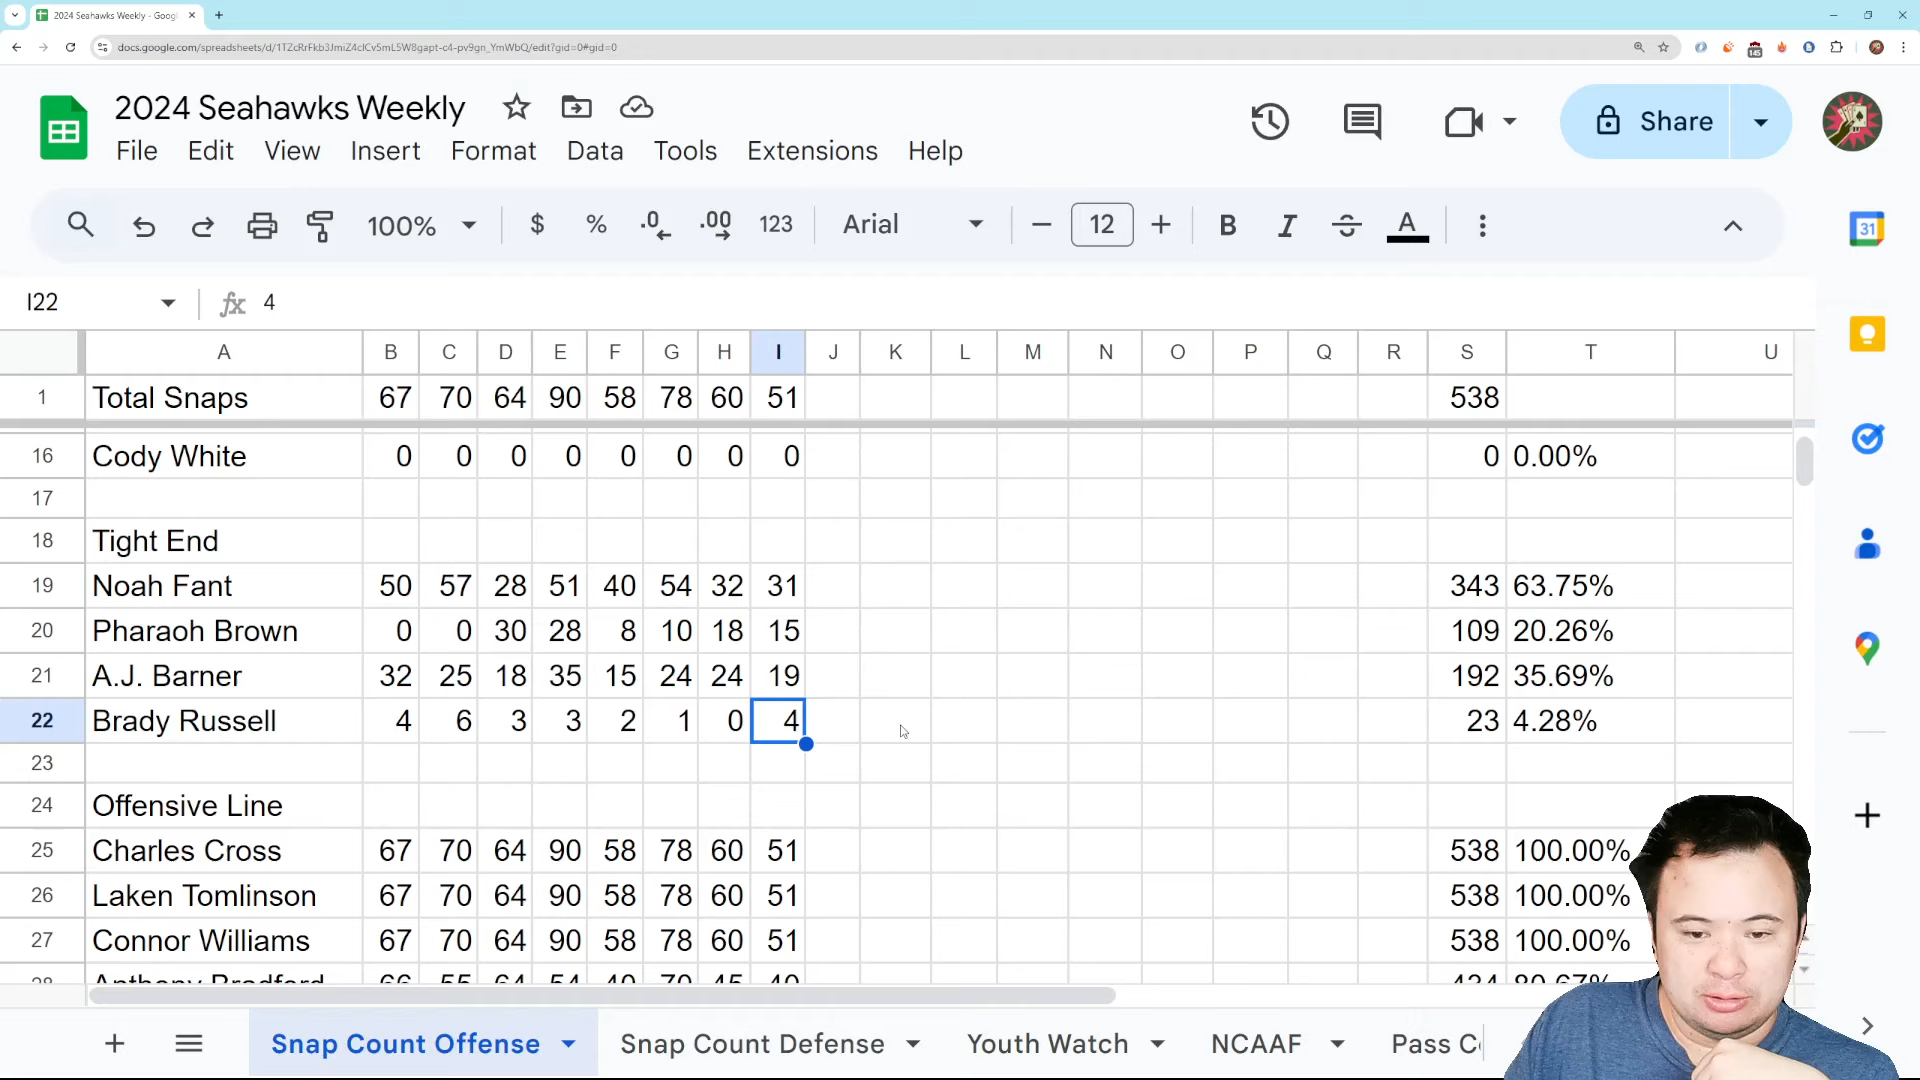 2024 Seahawks Weekly - Goog
docs.google.com/spreadsheets/d/
/edit?gid=0#gid=0
145
2024 Seahawks Weekly
File Edit View Insert Format Data Tools Extensions Help
Share
100% $ % .0 .00 123 Arial 12 B I S A
31
I22 fx 4
A B C D E F G H I J K L M N O P Q R S T U
1 Total Snaps 67 70 64 90 58 78 60 51 538
16 Cody White 0 0 0 0 0 0 0 0 0 0.00%
17
18 Tight End
19 Noah Fant 50 57 28 51 40 54 32 31 343 63.75%
20 Pharaoh Brown 0 0 30 28 8 10 18 15 109 20.26%
21 A.J. Barner 32 25 18 35 15 24 24 19 192 35.69%
22 Brady Russell 4 6 3 3 2 1 0 4 23 4.28%
23
24 Offensive Line
25 Charles Cross 67 70 64 90 58 78 60 51 538 100.00%
26 Laken Tomlinson 67 70 64 90 58 78 60 51 538 100.00%
27 Connor Williams 67 70 64 90 58 78 60 51 538 100.00%
28 Anthony Bradford 66 55 64 54 40 70 45 40 434 80.67%
Snap Count Offense Snap Count Defense Youth Watch NCAAF Pass C